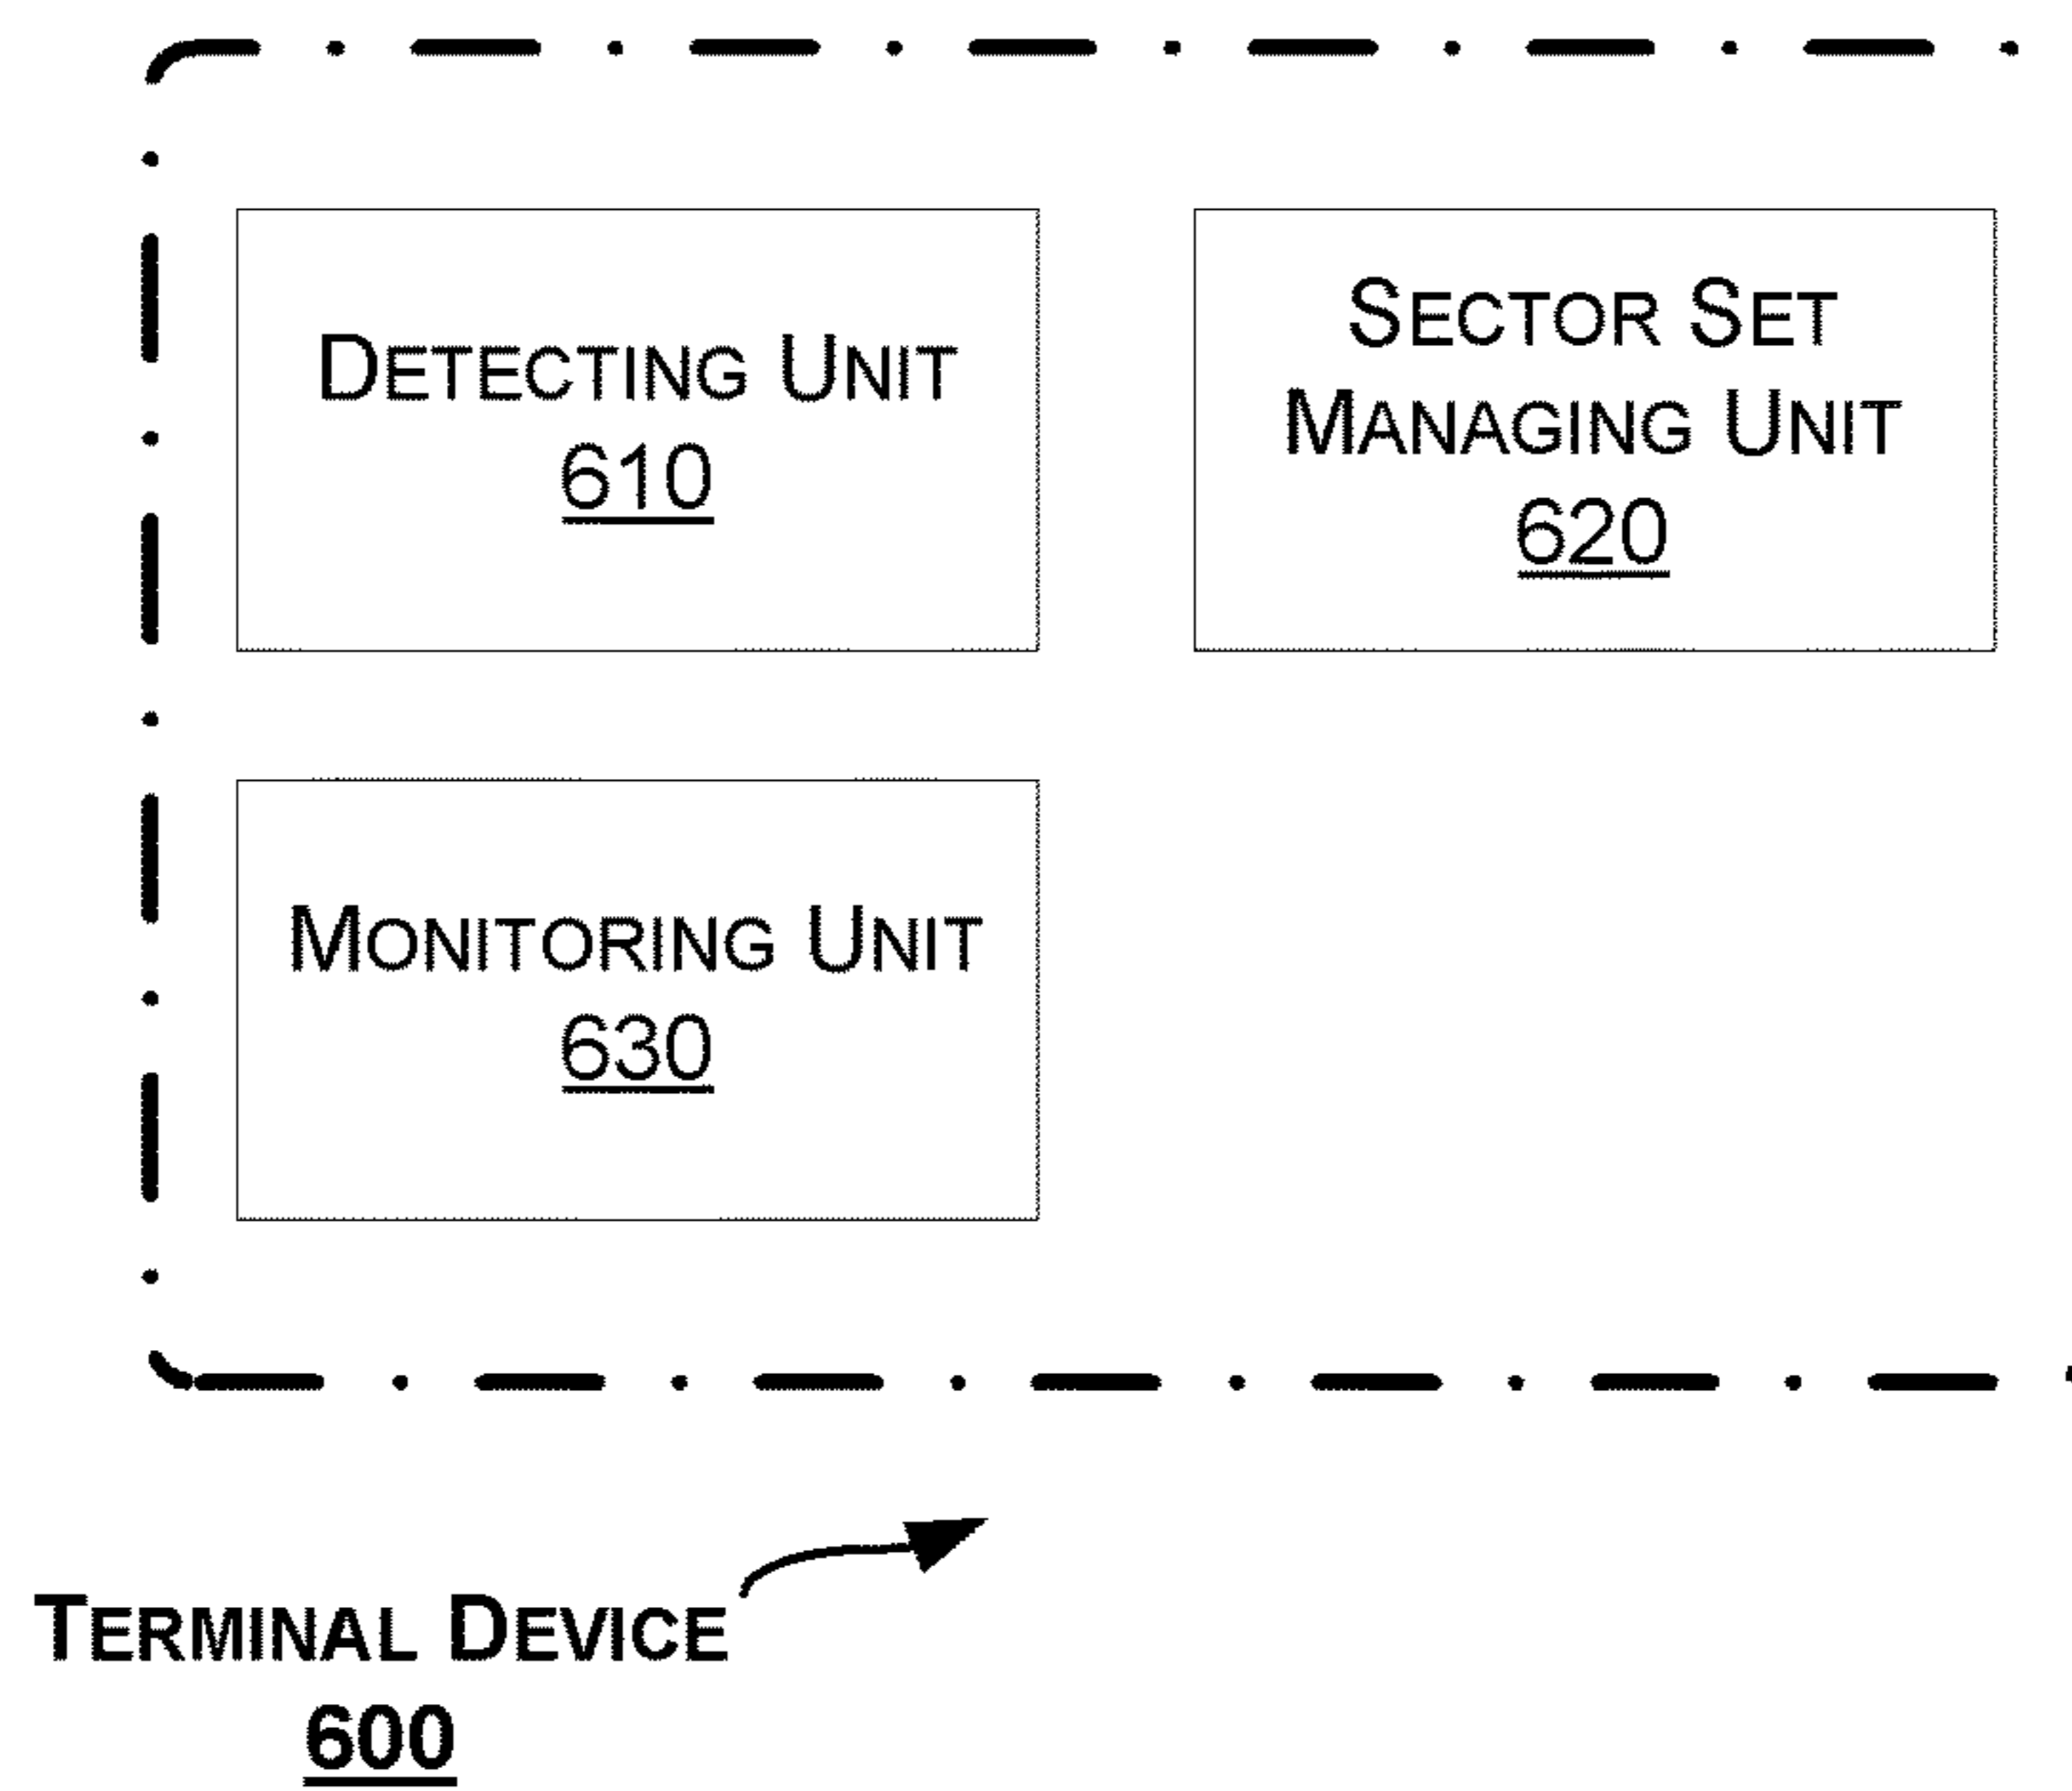 DETECTING UNIT
610
SECTOR SET
MANAGING UNIT
620
MONITORING UNIT
630
TERMINAL DEVICE
600